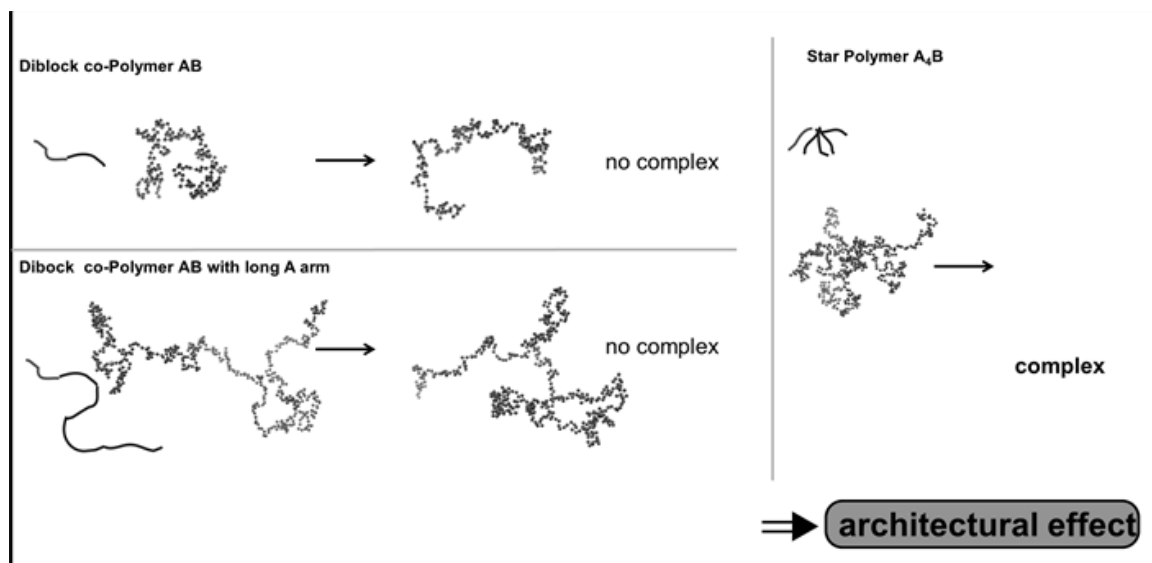 Diblock co-Polymer AB
no complex
Dibock co-Polymer AB with long A arm
no complex
Star Polymer A₄B
complex
architectural effect